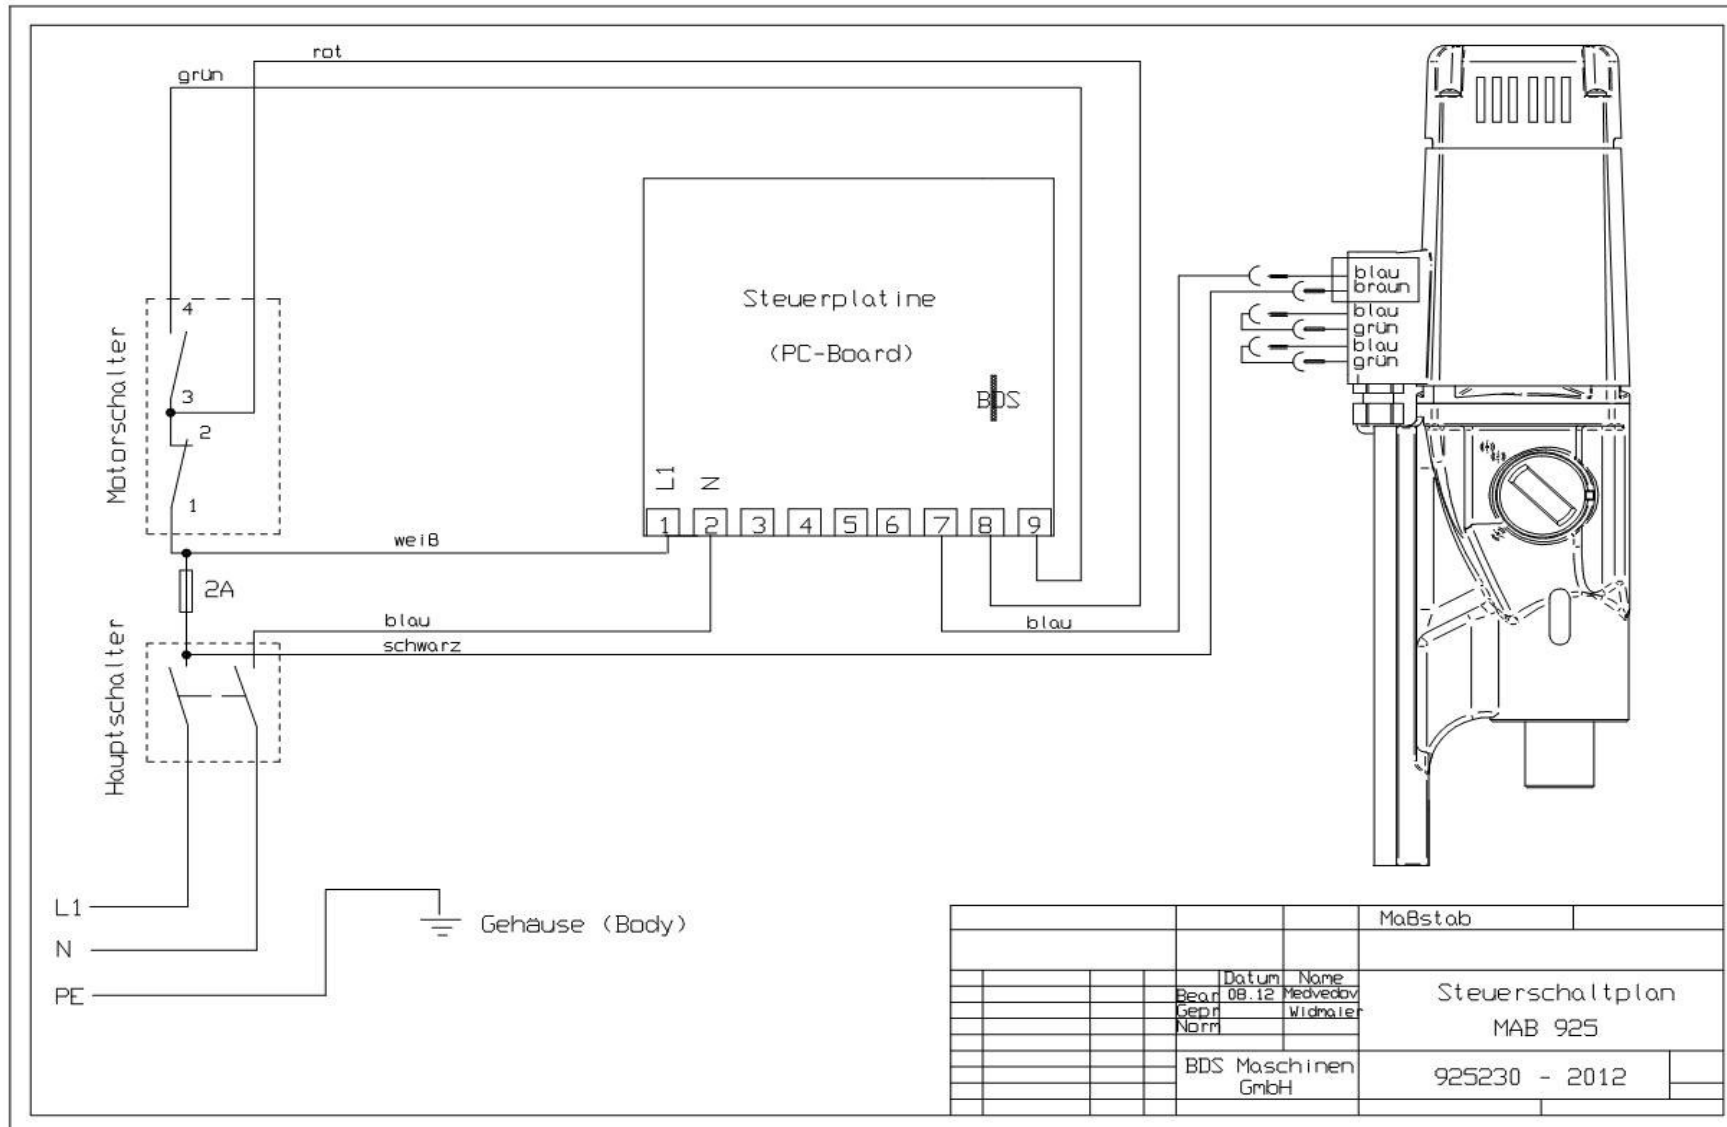 rot
grün
Motorschalter
4
3
2
1
Steuerplatine
(PC-Board)
BDS
L1
N
1 2 3 4 5 6 7 8 9
weiß
2A
blau
schwarz
blau
Hauptschalter
blau
braun
blau
grün
blau
grün
L1
N
PE
Gehäuse (Body)
Maßstab
Datum Name
Bear 08.12 Medvedov
Gepr Widmaier
Norm
Steuerschaltplan
MAB 925
BDS Maschinen
GmbH
925230 - 2012